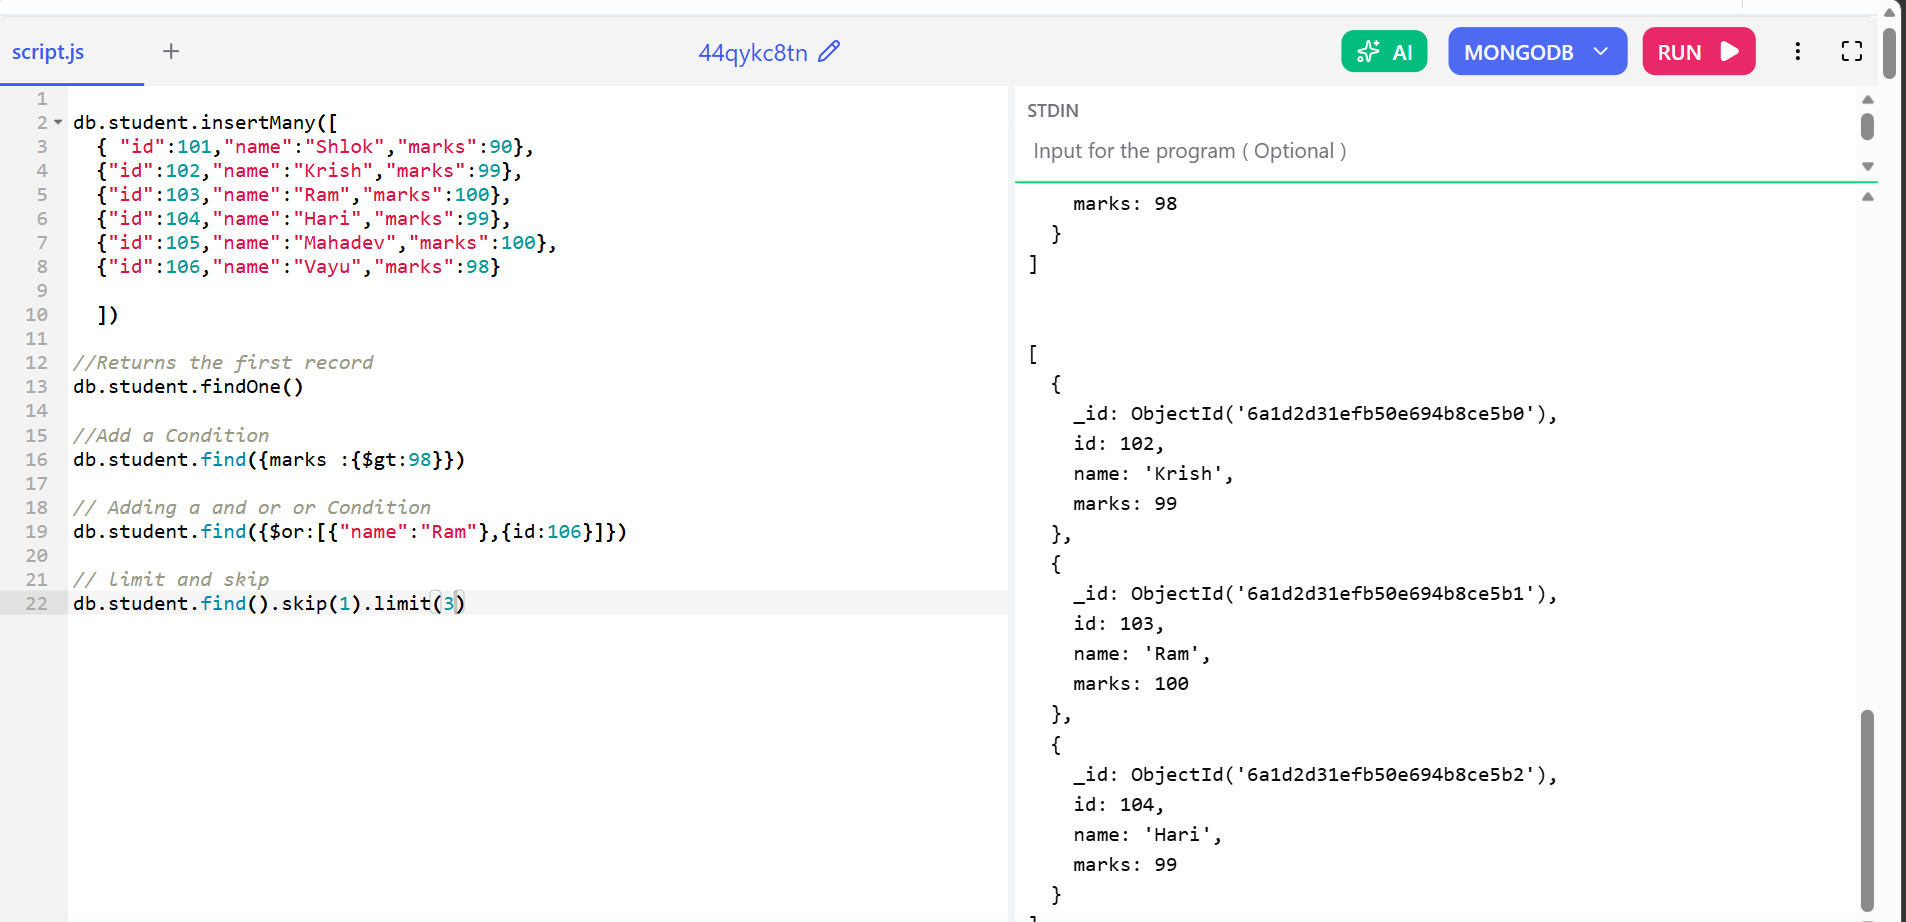 script.js + 44qykc8tn AI MONGODB RUN
1
2 db.student.insertMany([
3 { "id":101,"name":"Shlok","marks":90},
4 {"id":102,"name":"Krish","marks":99},
5 {"id":103,"name":"Ram","marks":100},
6 {"id":104,"name":"Hari","marks":99},
7 {"id":105,"name":"Mahadev","marks":100},
8 {"id":106,"name":"Vayu","marks":98}
9
10 ])
11
12 //Returns the first record
13 db.student.findOne()
14
15 //Add a Condition
16 db.student.find({marks :{$gt:98}})
17
18 // Adding a and or or Condition
19 db.student.find({$or:[{"name":"Ram"},{id:106}]})
20
21 // limit and skip
22 db.student.find().skip(1).limit(3)
STDIN
Input for the program ( Optional )
marks: 98
}
]
[
{
_id: ObjectId('6a1d2d31efb50e694b8ce5b0'),
id: 102,
name: 'Krish',
marks: 99
},
{
_id: ObjectId('6a1d2d31efb50e694b8ce5b1'),
id: 103,
name: 'Ram',
marks: 100
},
{
_id: ObjectId('6a1d2d31efb50e694b8ce5b2'),
id: 104,
name: 'Hari',
marks: 99
}
]